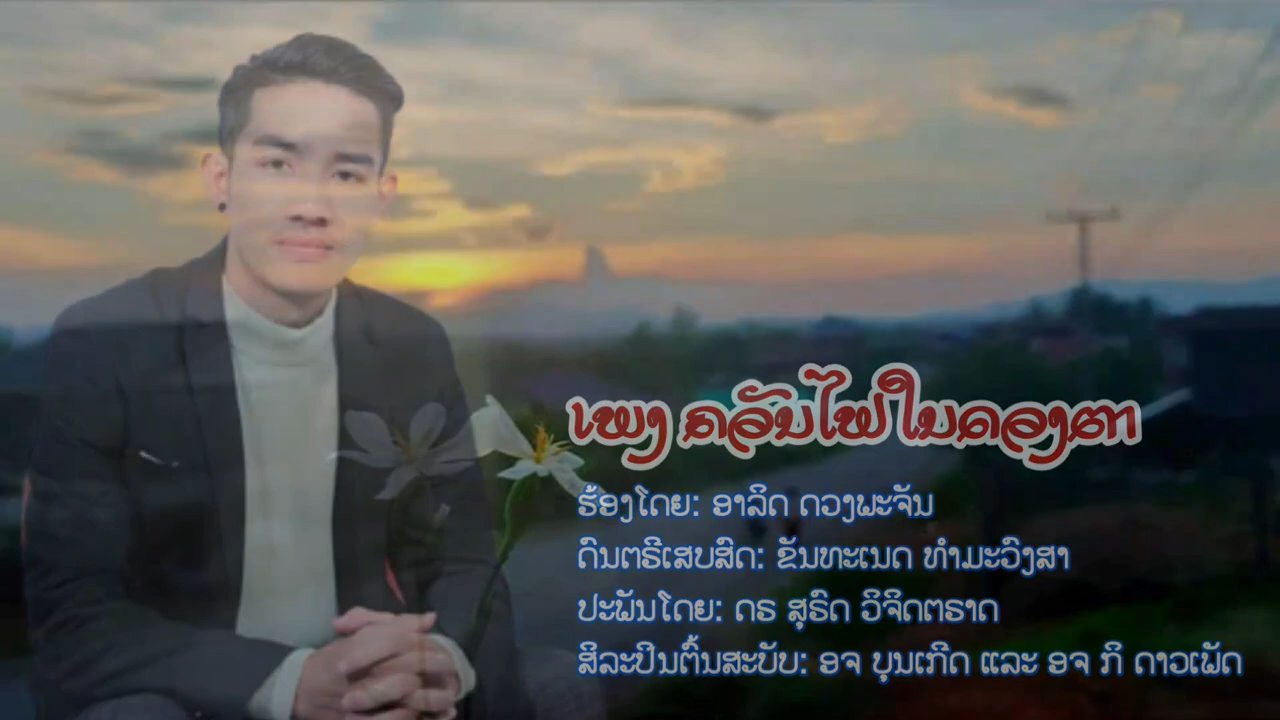 ເພງ ຄວັນໄຟໃນດວງຕາ
ຮ້ອງໂດຍ: ອາລິດ ດວງພະຈັນ
ດົນຕຣີເສບສົດ: ຂັນທະເນດ ທຳມະວົງສາ
ປະພັນໂດຍ: ດຣ ສຸຣົດ ວິຈິດຕຣາດ
ສິລະປິນຕົ້ນສະບັບ: ອຈ ບຸນເກີດ ແລະ ອຈ ກິ ດາວເພັດ